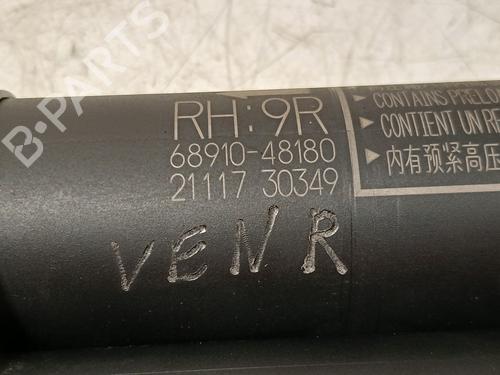 B-PARTS
RH:9R
68910-48180
21117 30349
VENR
CONTAINS PRELO
CONTIENT UN RE
内有预紧高压